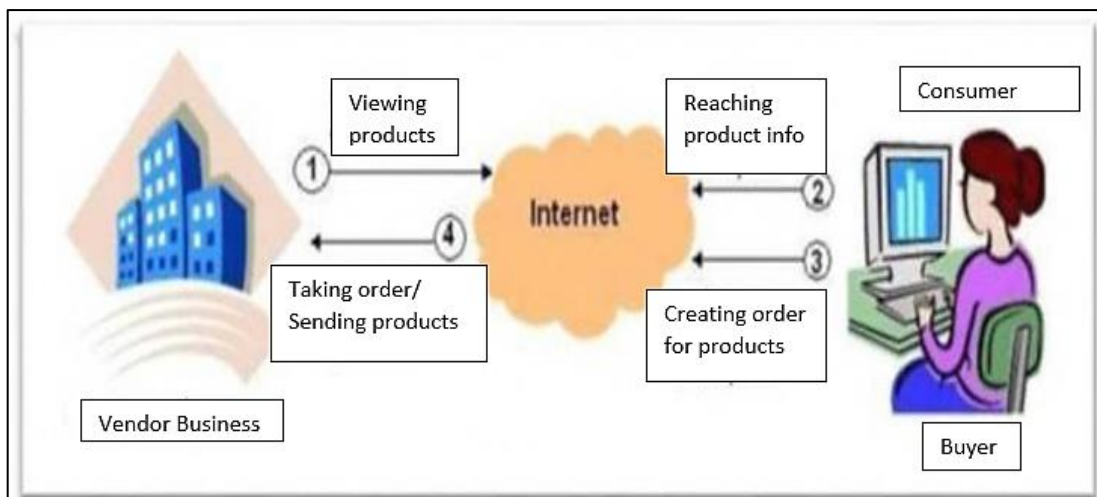 Viewing
products
Reaching
product info
Consumer
1
2
Internet
4
3
Taking order/
Sending products
Creating order
for products
Vendor Business
Buyer